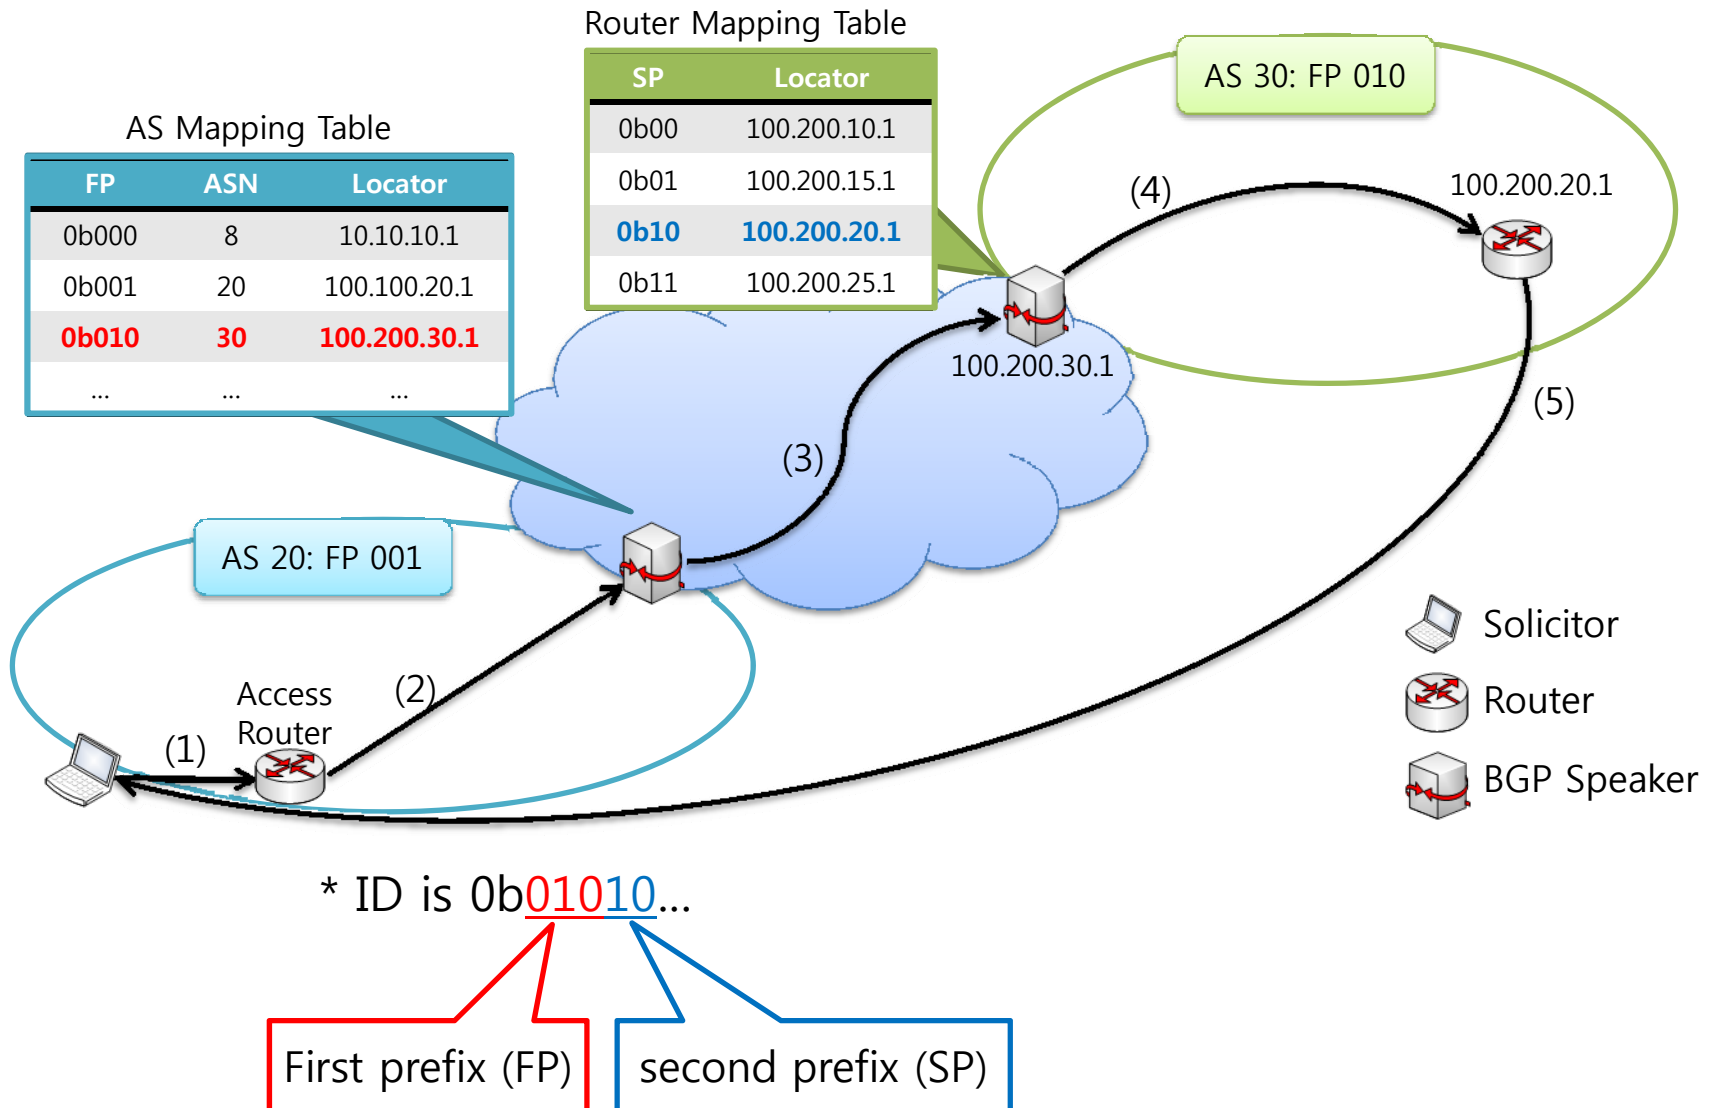 Router Mapping Table
SP Locator
0b00 100.200.10.1
0b01 100.200.15.1
0b10 100.200.20.1
0b11 100.200.25.1
AS 30: FP 010
AS Mapping Table
FP ASN Locator
0b000 8 10.10.10.1
0b001 20 100.100.20.1
0b010 30 100.200.30.1
... ... ...
(4)
100.200.20.1
100.200.30.1
(5)
(3)
AS 20: FP 001
(2)
Access
Router
(1)
Solicitor
Router
BGP Speaker
* ID is 0b01010...
First prefix (FP)
second prefix (SP)